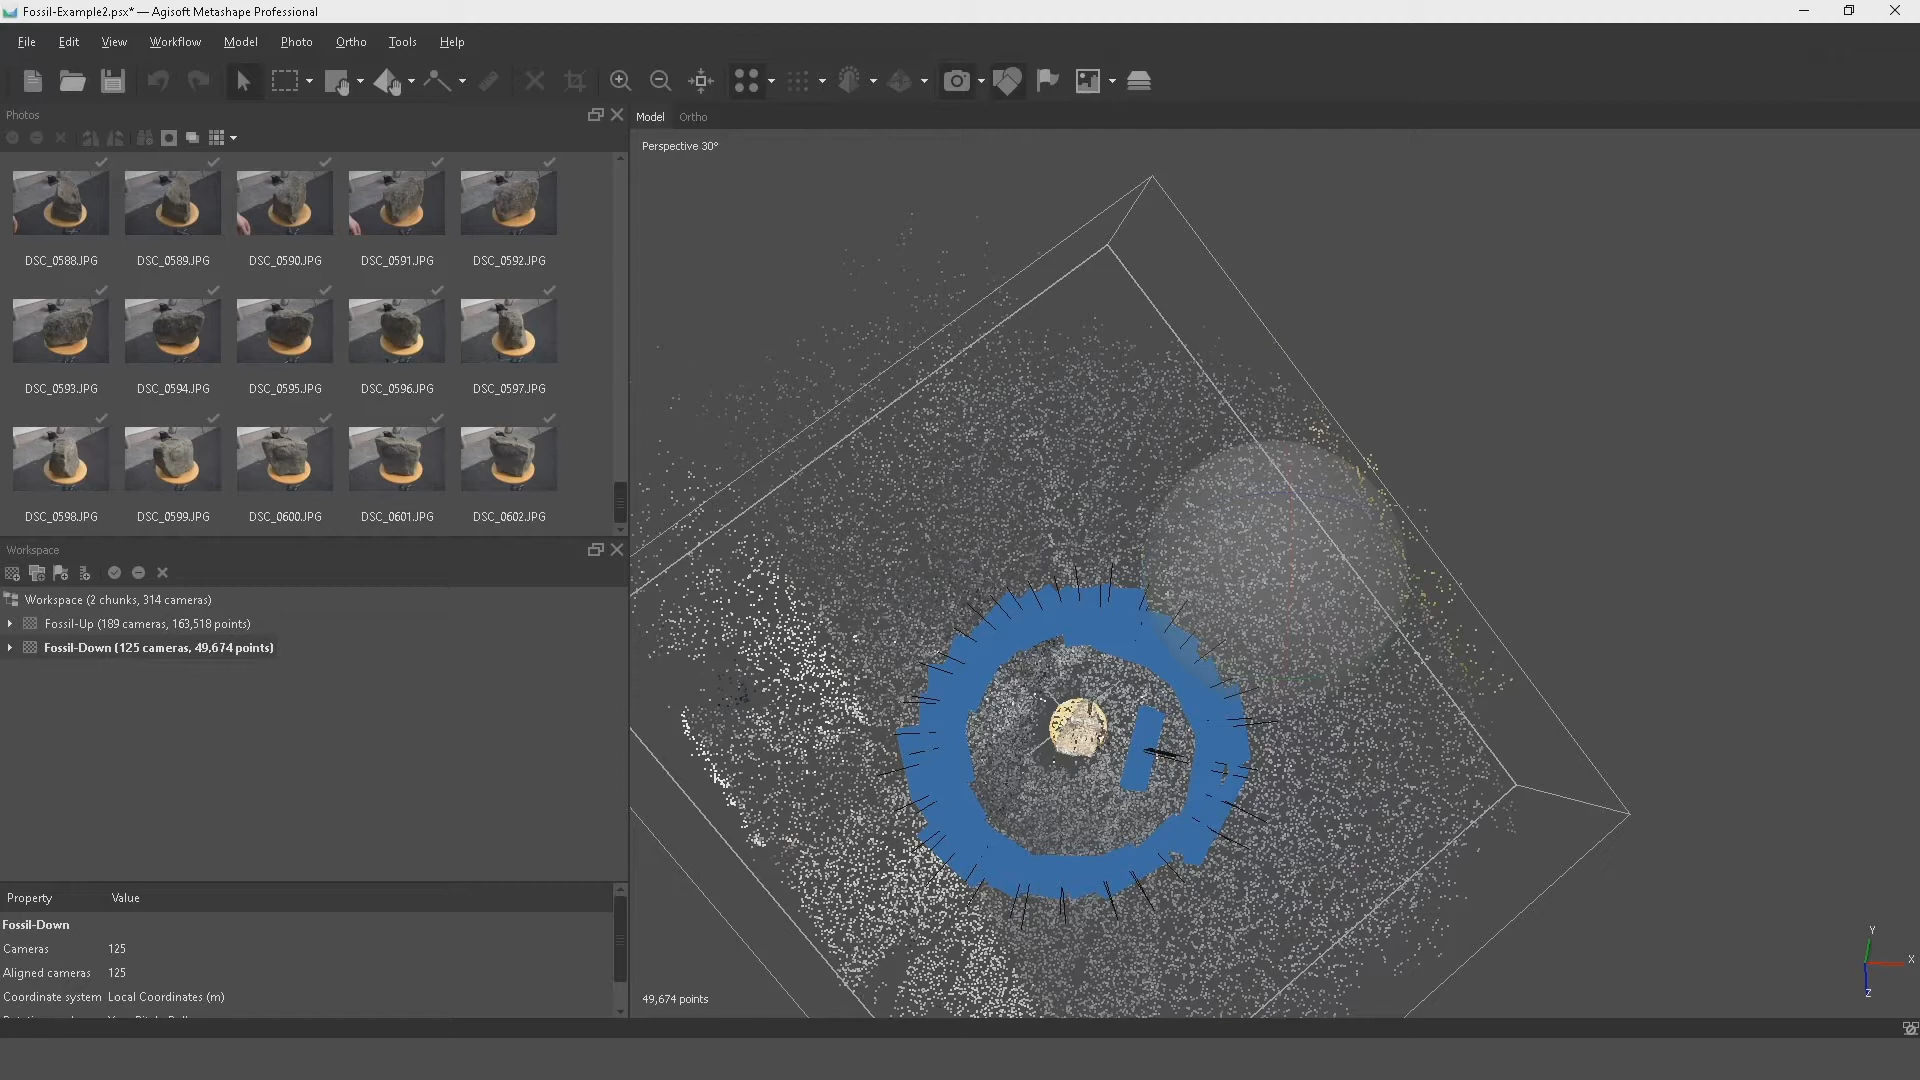 Fossil-Example2.psx* — Agisoft Metashape Professional
File Edit View Workflow Model Photo Ortho Tools Help
Photos
Model Ortho
Perspective 30°
DSC_0588.JPG DSC_0589.JPG DSC_0590.JPG DSC_0591.JPG DSC_0592.JPG
DSC_0593.JPG DSC_0594.JPG DSC_0595.JPG DSC_0596.JPG DSC_0597.JPG
DSC_0598.JPG DSC_0599.JPG DSC_0600.JPG DSC_0601.JPG DSC_0602.JPG
Workspace
Workspace (2 chunks, 314 cameras)
Fossil-Up (189 cameras, 163,518 points)
Fossil-Down (125 cameras, 49,674 points)
Property Value
Fossil-Down
Cameras 125
Aligned cameras 125
Coordinate system Local Coordinates (m)
49,674 points
Y
X
Z